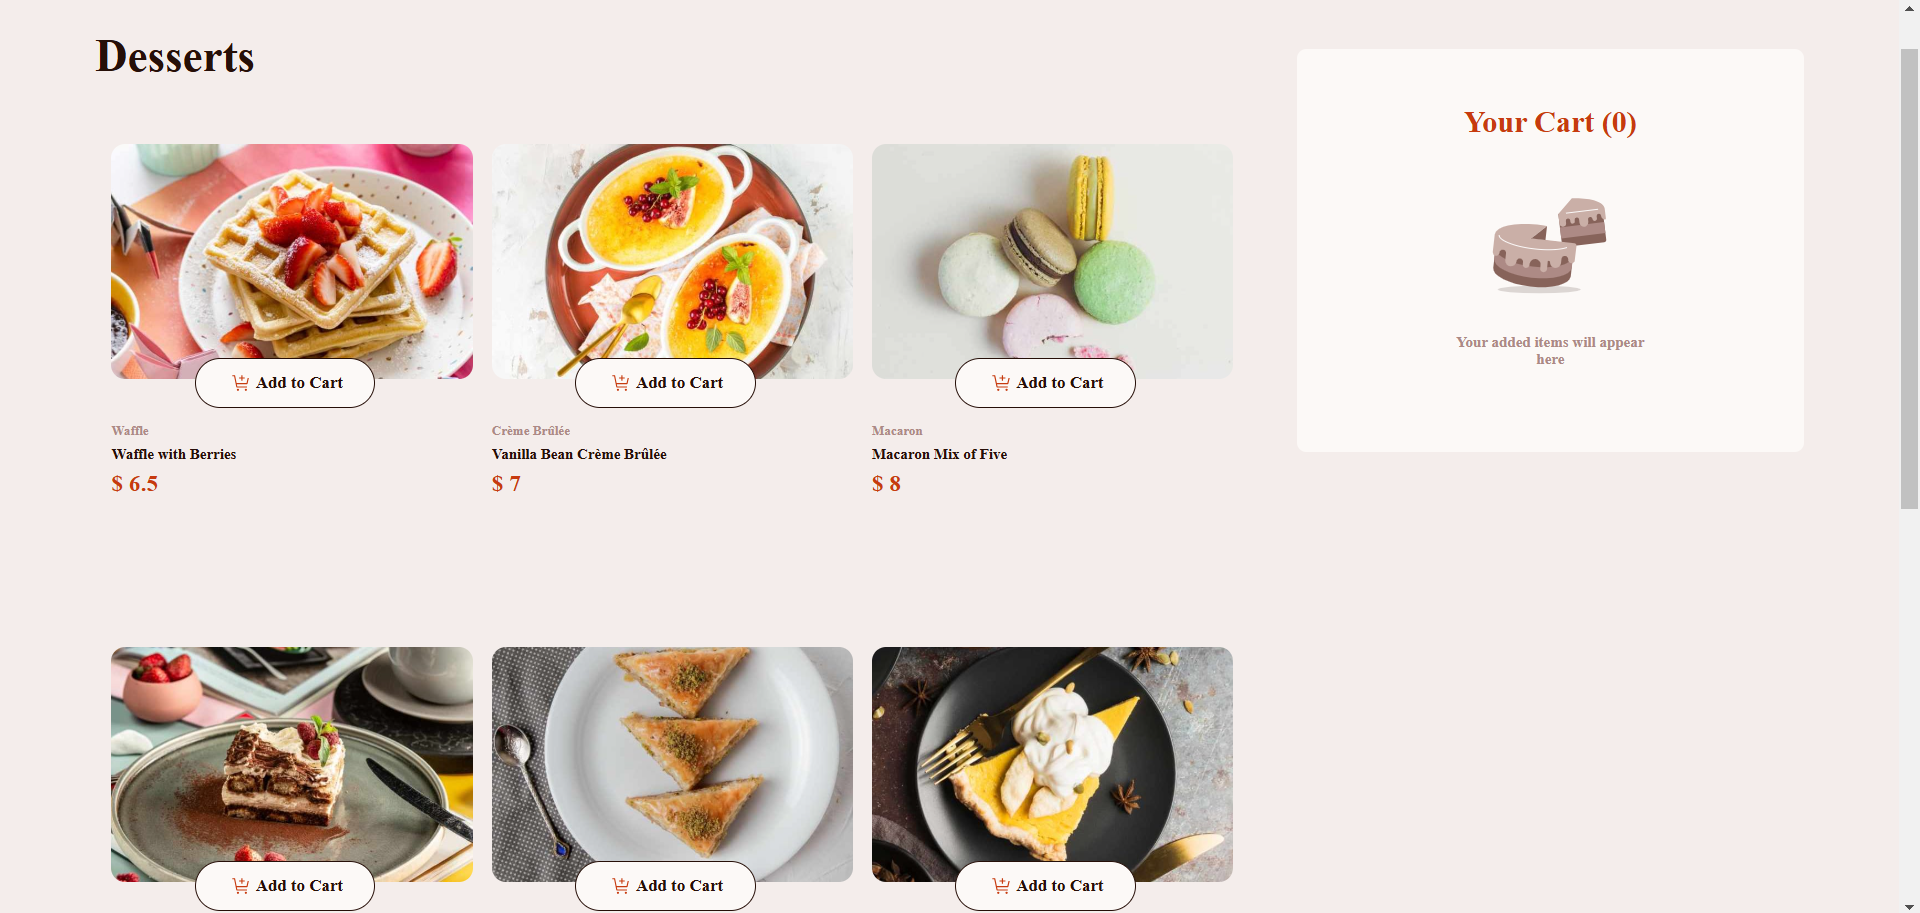 Desserts
Your Cart (0)
Your added items will appear
here
Add to Cart
Add to Cart
Add to Cart
Waffle
Waffle with Berries
$ 6.5
Crème Brûlée
Vanilla Bean Crème Brûlée
$ 7
Macaron
Macaron Mix of Five
$ 8
Add to Cart
Add to Cart
Add to Cart